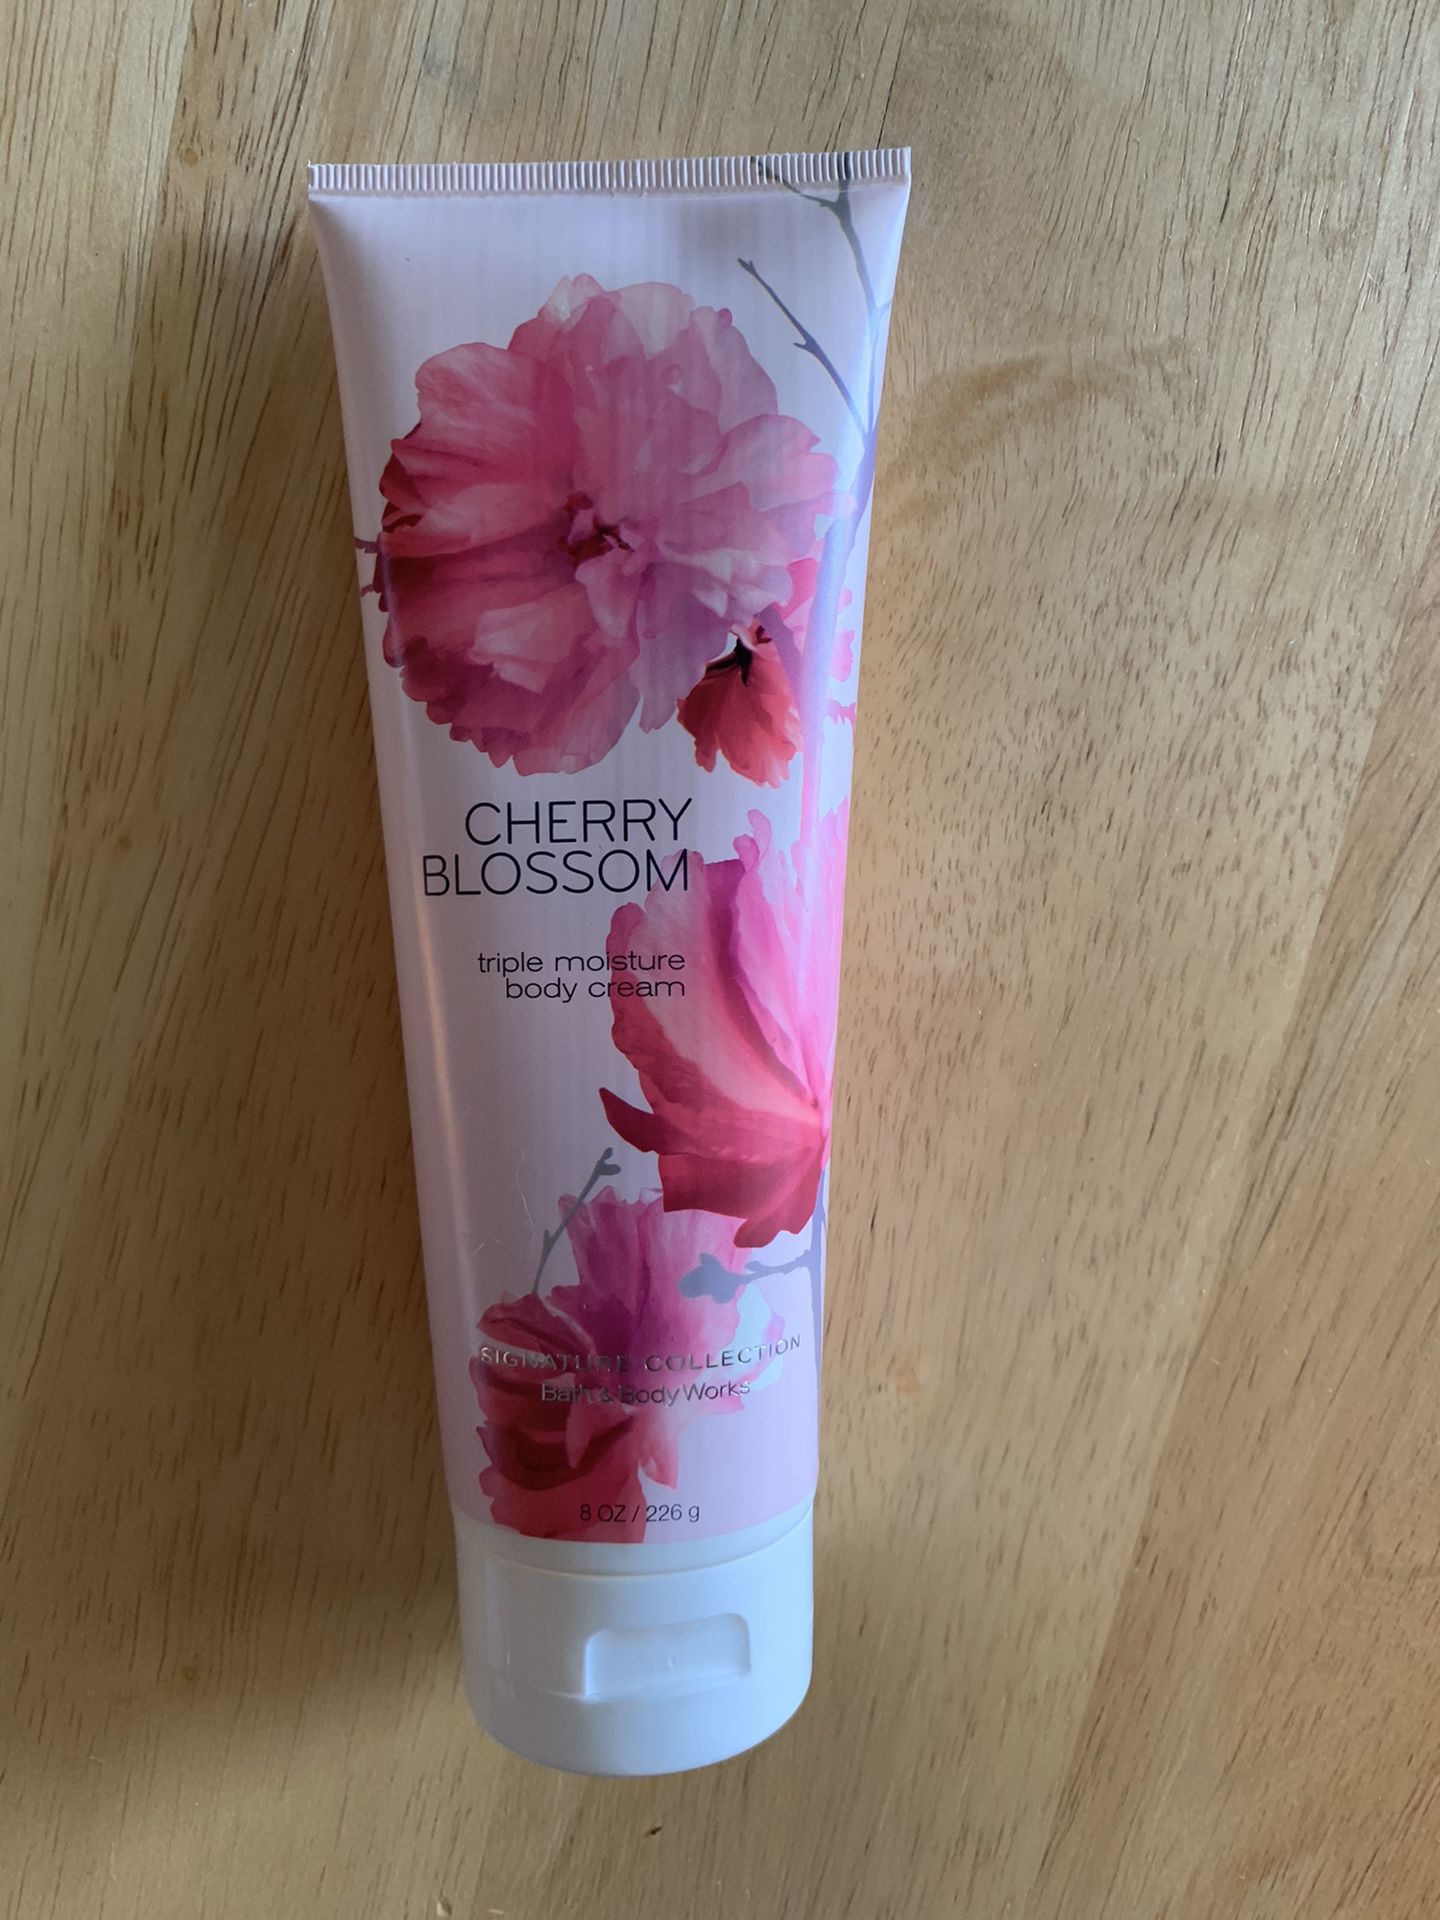 CHERRY
BLOSSOM
triple moisture
body cream
SIGNATURE COLLECTION
Bath & Body Works
8 OZ / 226 g